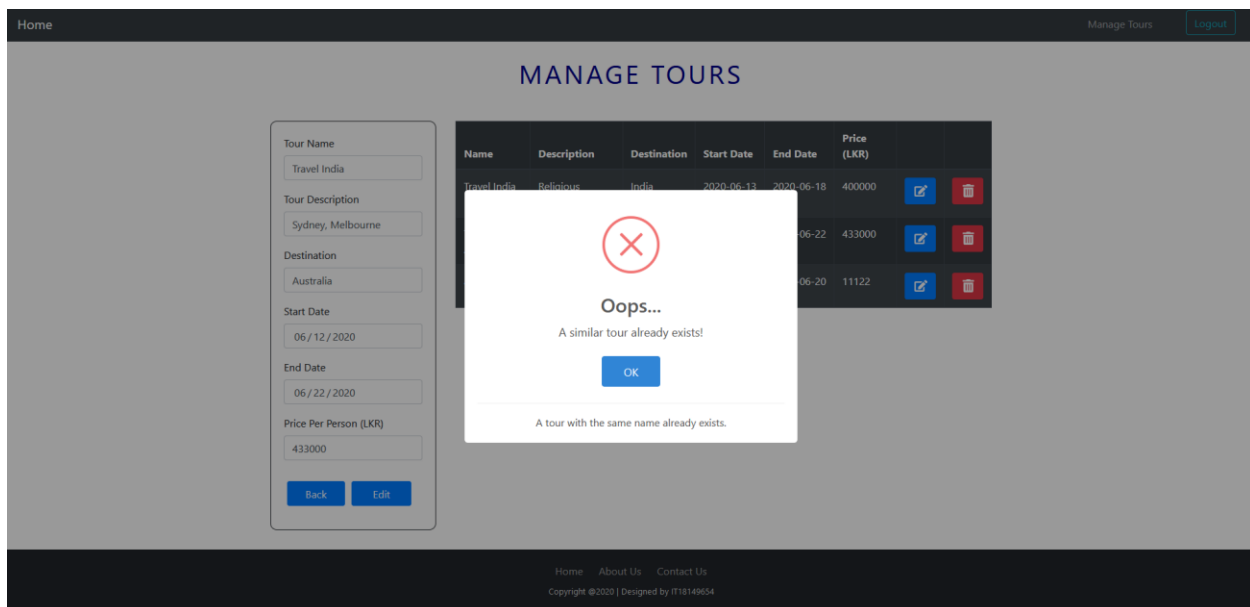 Home
Manage Tours
Logout
MANAGE TOURS
Tour Name
Travel India
Tour Description
Sydney, Melbourne
Destination
Australia
Start Date
06/12/2020
End Date
06/22/2020
Price Per Person (LKR)
433000
Back Edit
Name Description Destination Start Date End Date Price (LKR)
Travel India Religious India 2020-06-13 2020-06-18 400000
-06-22 433000
-06-20 11122
Oops...
A similar tour already exists!
OK
A tour with the same name already exists.
Home About Us Contact Us
Copyright @2020 | Designed by IT18149654